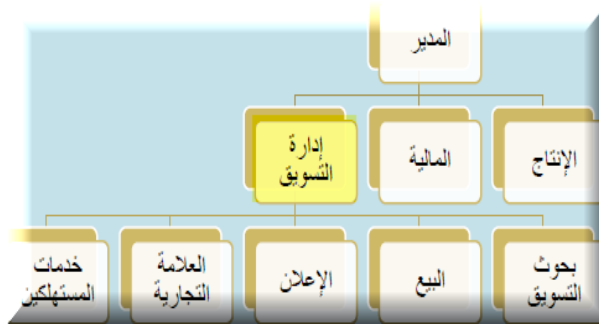 المدير
الإنتاج
المالية
إدارة
التسويق
بحوث
التسويق
البيع
الإعلان
العلامة
التجارية
خدمات
المستهلكين